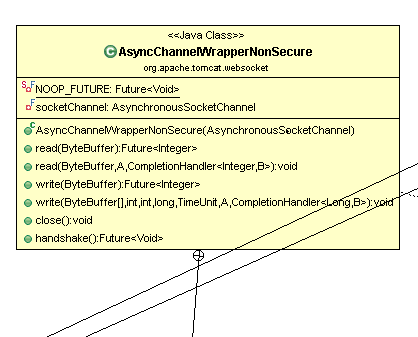 <<Java Class>>
AsyncChannelWrapperNonSecure
org.apache.tomcat.websocket
NOOP_FUTURE: Future<Void>
socketChannel: AsynchronousSocketChannel
AsyncChannelWrapperNonSecure(AsynchronousSocketChannel)
read(ByteBuffer):Future<Integer>
read(ByteBuffer,A,CompletionHandler<Integer,B>):void
write(ByteBuffer):Future<Integer>
write(ByteBuffer[],int,int,long,TimeUnit,A,CompletionHandler<Long,B>):void
close():void
handshake():Future<Void>